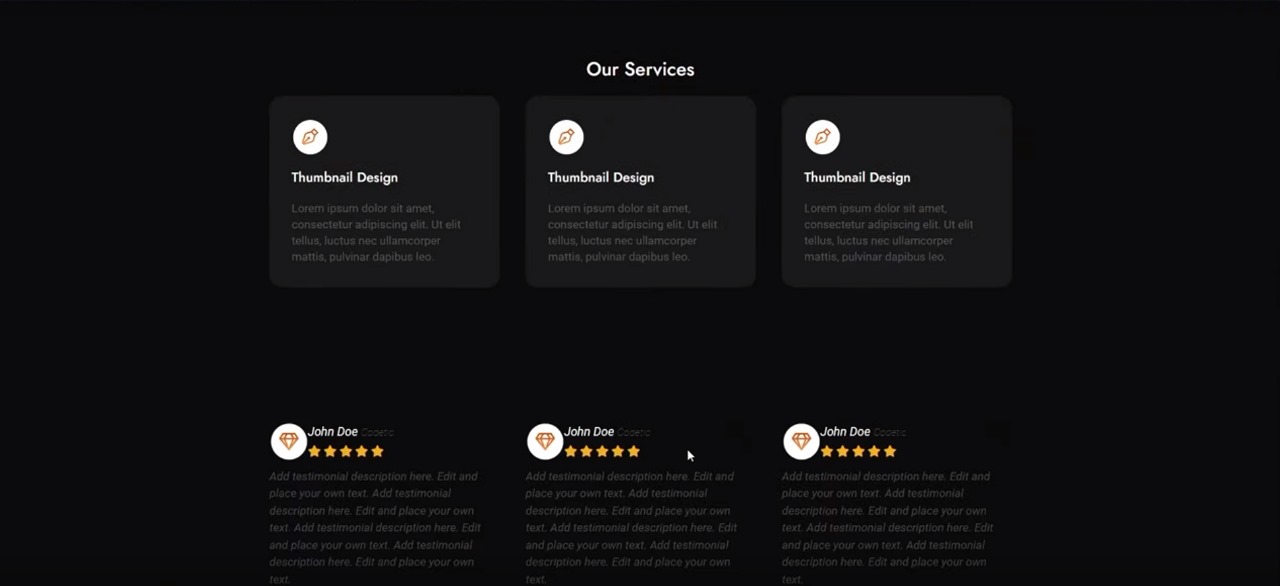 Our Services
Thumbnail Design
Lorem ipsum dolor sit amet,
consectetur adipiscing elit. Ut elit
tellus, luctus nec ullamcorper
mattis, pulvinar dapibus leo.
Thumbnail Design
Lorem ipsum dolor sit amet,
consectetur adipiscing elit. Ut elit
tellus, luctus nec ullamcorper
mattis, pulvinar dapibus leo.
Thumbnail Design
Lorem ipsum dolor sit amet,
consectetur adipiscing elit. Ut elit
tellus, luctus nec ullamcorper
mattis, pulvinar dapibus leo.
John Doe
Add testimonial description here. Edit and
place your own text. Add testimonial
description here. Edit and place your own
text. Add testimonial description here. Edit
and place your own text. Add testimonial
description here. Edit and place your own
text.
John Doe
Add testimonial description here. Edit and
place your own text. Add testimonial
description here. Edit and place your own
text. Add testimonial description here. Edit
and place your own text. Add testimonial
description here. Edit and place your own
text.
John Doe
Add testimonial description here. Edit and
place your own text. Add testimonial
description here. Edit and place your own
text. Add testimonial description here. Edit
and place your own text. Add testimonial
description here. Edit and place your own
text.